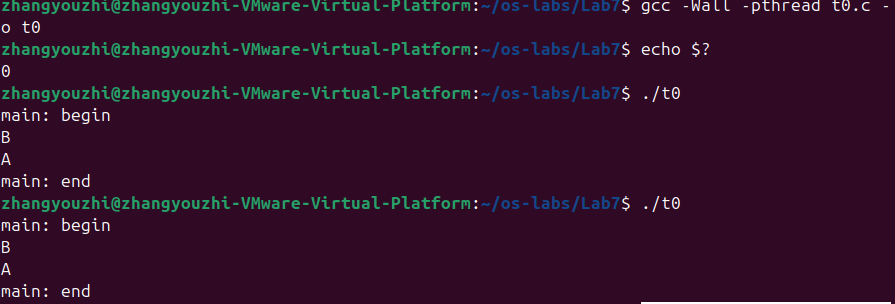 zhangyouzhi@zhangyouzhi-VMware-Virtual-Platform:~/os-labs/Lab7$ gcc -Wall -pthread t0.c -
o t0
zhangyouzhi@zhangyouzhi-VMware-Virtual-Platform:~/os-labs/Lab7$ echo $?
0
zhangyouzhi@zhangyouzhi-VMware-Virtual-Platform:~/os-labs/Lab7$ ./t0
main: begin
B
A
main: end
zhangyouzhi@zhangyouzhi-VMware-Virtual-Platform:~/os-labs/Lab7$ ./t0
main: begin
B
A
main: end